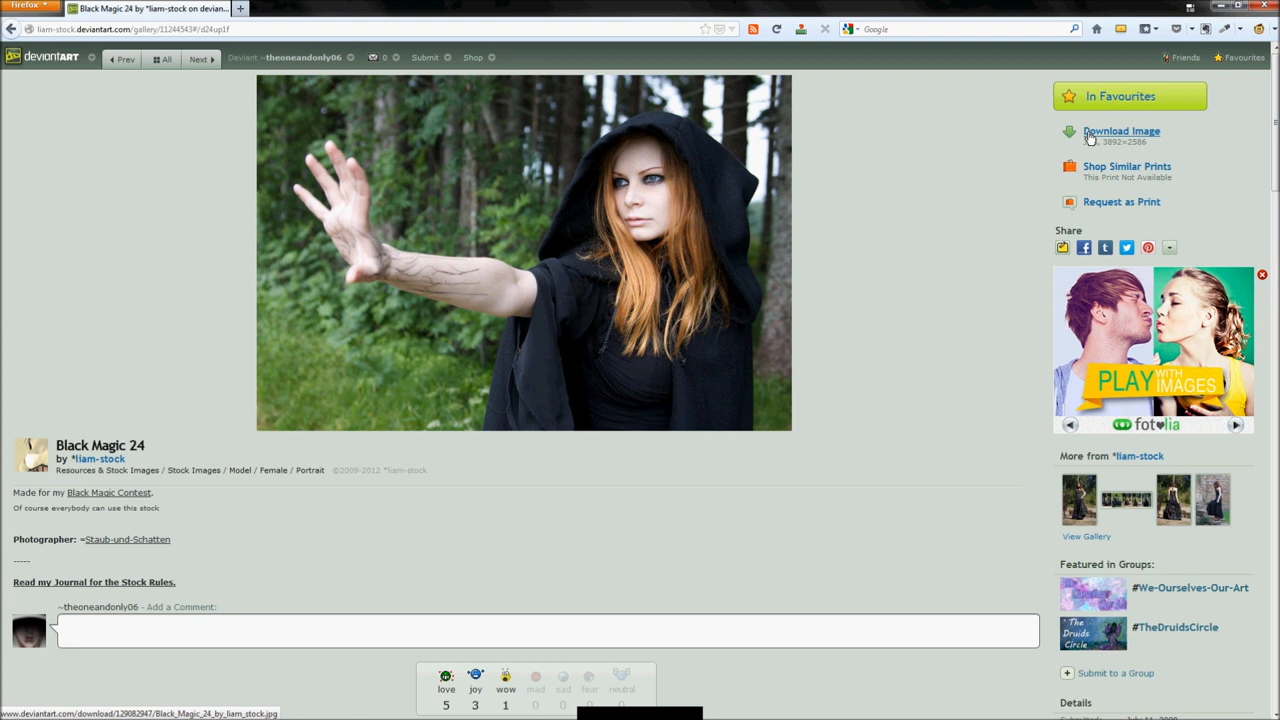 Firefox
Black Magic 24 by *liam-stock on devian...
liam-stock.deviantart.com/gallery/11244543#/d24up1f
Google
deviantART
Prev
All
Next
Deviant ~theoneandonly06
0
Submit
Shop
Friends
Favourites
In Favourites
Download Image
3892×2586
Shop Similar Prints
This Print Not Available
Request as Print
Share
PLAY WITH IMAGES
fotolia
Black Magic 24
by *liam-stock
Resources & Stock Images / Stock Images / Model / Female / Portrait ©2009-2012 *liam-stock
Made for my Black Magic Contest.
Of course everybody can use this stock
Photographer: =Staub-und-Schatten
-----
Read my Journal for the Stock Rules.
~theoneandonly06 - Add a Comment:
love joy wow mad sad fear neutral
5 3 1 0 0 0 0
More from *liam-stock
View Gallery
Featured in Groups:
#We-Ourselves-Our-Art
The Druids Circle
#TheDruidsCircle
Submit to a Group
Details
www.deviantart.com/download/129082947/Black_Magic_24_by_liam_stock.jpg